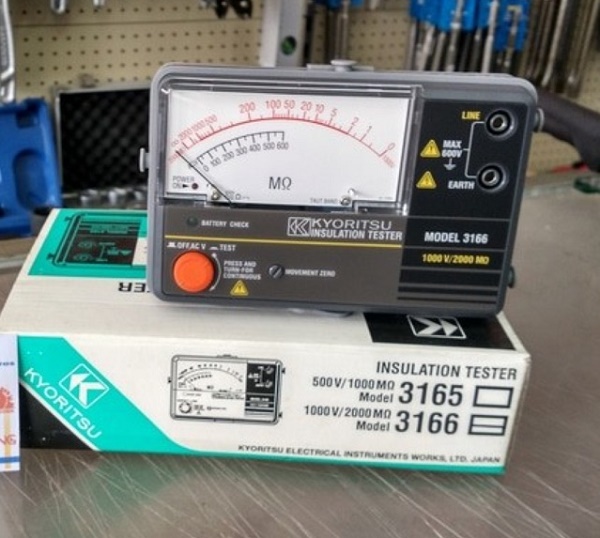 ∞ 2000 1000 500 200 100 50 20 10 5 2 1 0
0 100 200 300 400 500 600
MΩ
POWER
ON
TAUT BAND
LINE
MAX
600V
EARTH
BATTERY CHECK
KYORITSU
INSULATION TESTER
MODEL 3166
1000V/2000MΩ
OFF.AC V TEST
PRESS AND
TURN FOR
CONTINUOUS
MOVEMENT ZERO
KYORITSU
INSULATION TESTER
500V/1000MΩ
Model 3165
1000V/2000MΩ
Model 3166
KYORITSU ELECTRICAL INSTRUMENTS WORKS, LTD. JAPAN